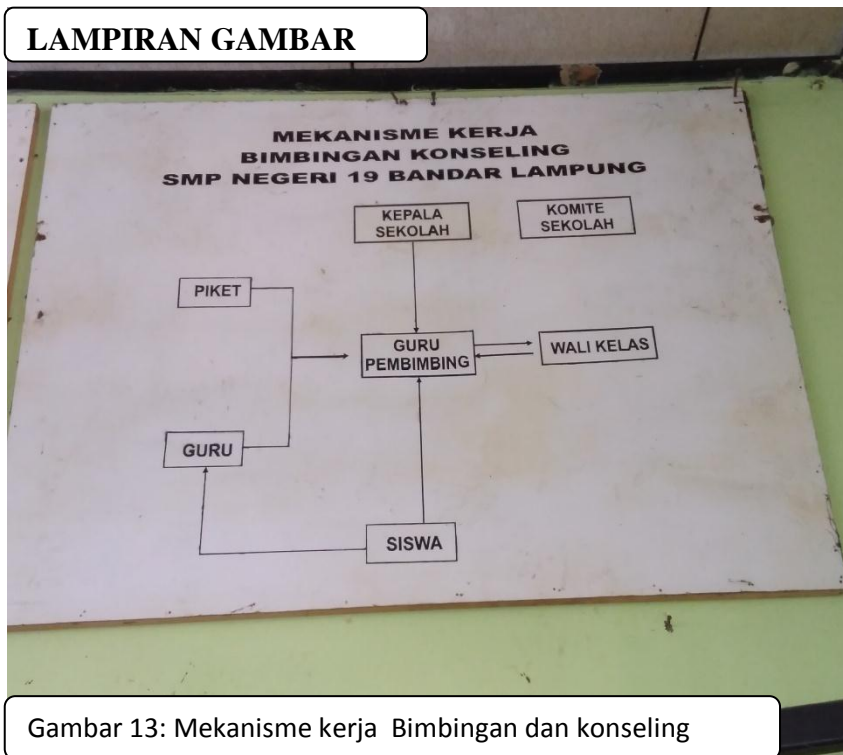 LAMPIRAN GAMBAR
MEKANISME KERJA
BIMBINGAN KONSELING
SMP NEGERI 19 BANDAR LAMPUNG
KEPALA
SEKOLAH
KOMITE
SEKOLAH
PIKET
GURU
PEMBIMBING
WALI KELAS
GURU
SISWA
Gambar 13: Mekanisme kerja Bimbingan dan konseling